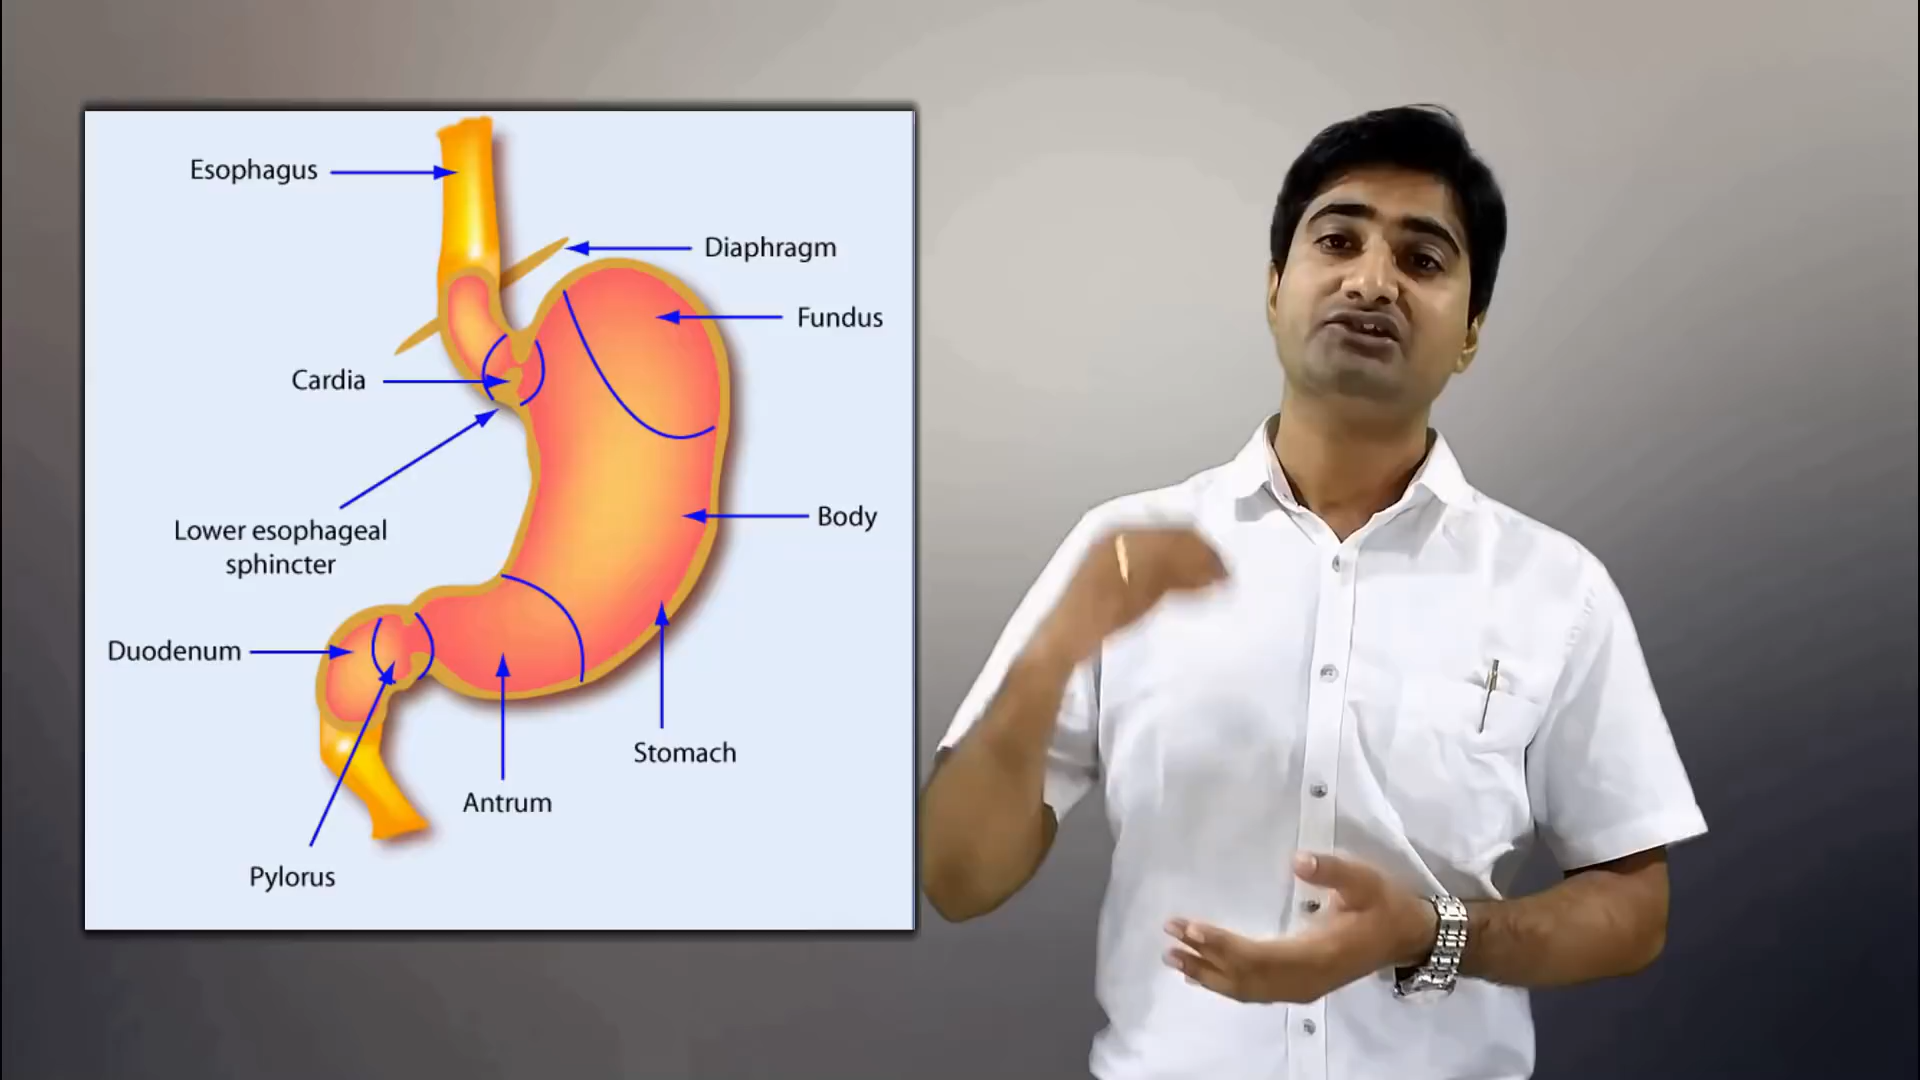 Esophagus
Diaphragm
Fundus
Cardia
Body
Lower esophageal
sphincter
Duodenum
Stomach
Antrum
Pylorus